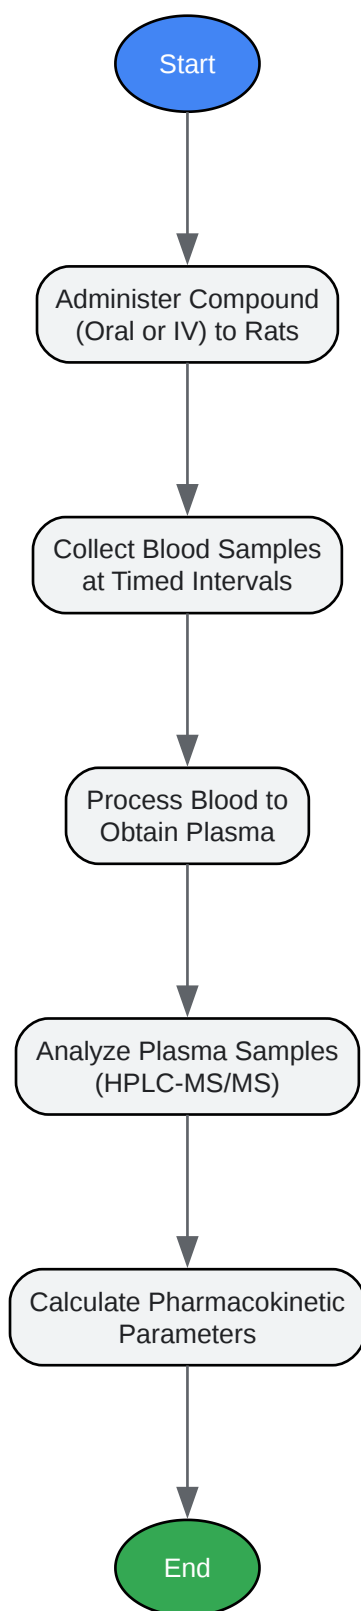 Start
Administer Compound
(Oral or IV) to Rats
Collect Blood Samples
at Timed Intervals
Process Blood to
Obtain Plasma
Analyze Plasma Samples
(HPLC-MS/MS)
Calculate Pharmacokinetic
Parameters
End